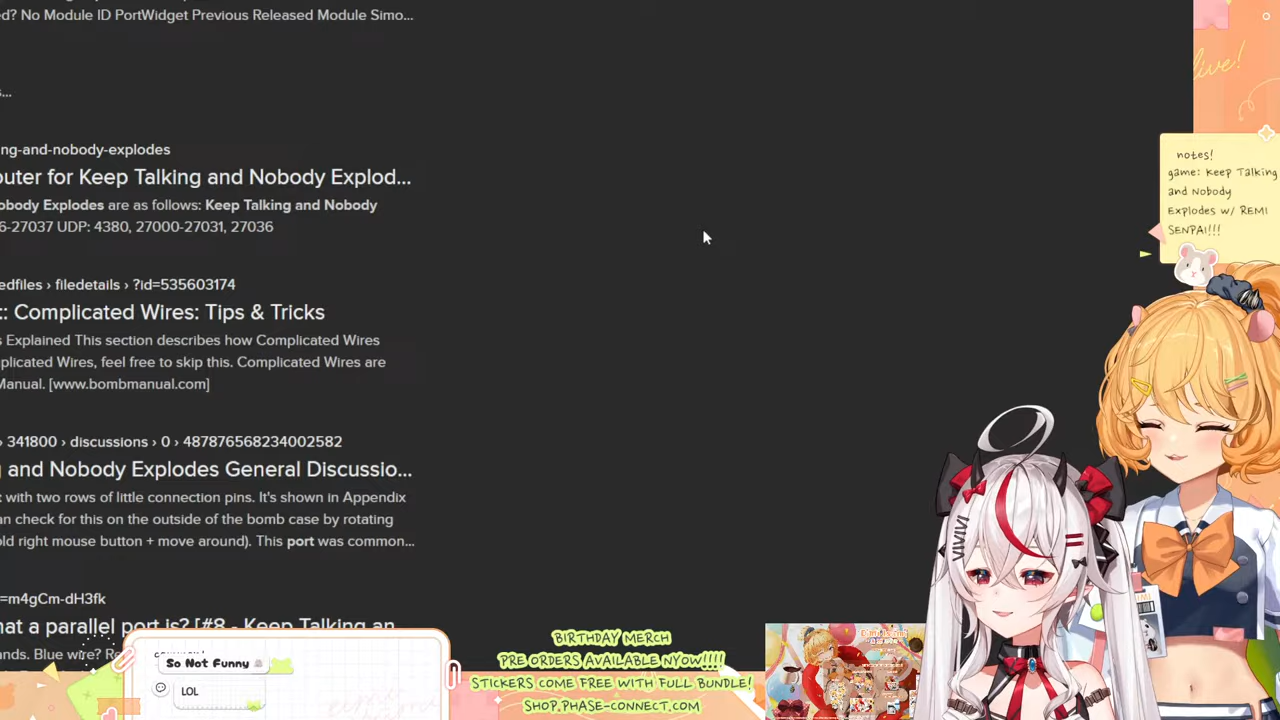 d? No Module ID PortWidget Previous Released Module Simo...
s...
ng-and-nobody-explodes
outer for Keep Talking and Nobody Explod...
obody Explodes are as follows: Keep Talking and Nobody
6-27037 UDP: 4380, 27000-27031, 27036
edfiles › filedetails › ?id=535603174
:: Complicated Wires: Tips & Tricks
s Explained This section describes how Complicated Wires
plicated Wires, feel free to skip this. Complicated Wires are
Manual. [www.bombmanual.com]
› 341800 › discussions › 0 › 487876568234002582
and Nobody Explodes General Discussio...
t with two rows of little connection pins. It's shown in Appendix
an check for this on the outside of the bomb case by rotating
old right mouse button + move around). This port was common...
=m4gCm-dH3fk
hat a parallel port is? [#8 - Keep Talking an
ands. Blue wire?
So Not Funny
LOL
BIRTHDAY MERCH
PRE ORDERS AVAILABLE NYOW!!!!
STICKERS COME FREE WITH FULL BUNDLE!
SHOP.PHASE-CONNECT.COM
live!
notes!
game: Keep Talking
and Nobody
Explodes w/ REMI
SENPAI!!!
VIVIVI